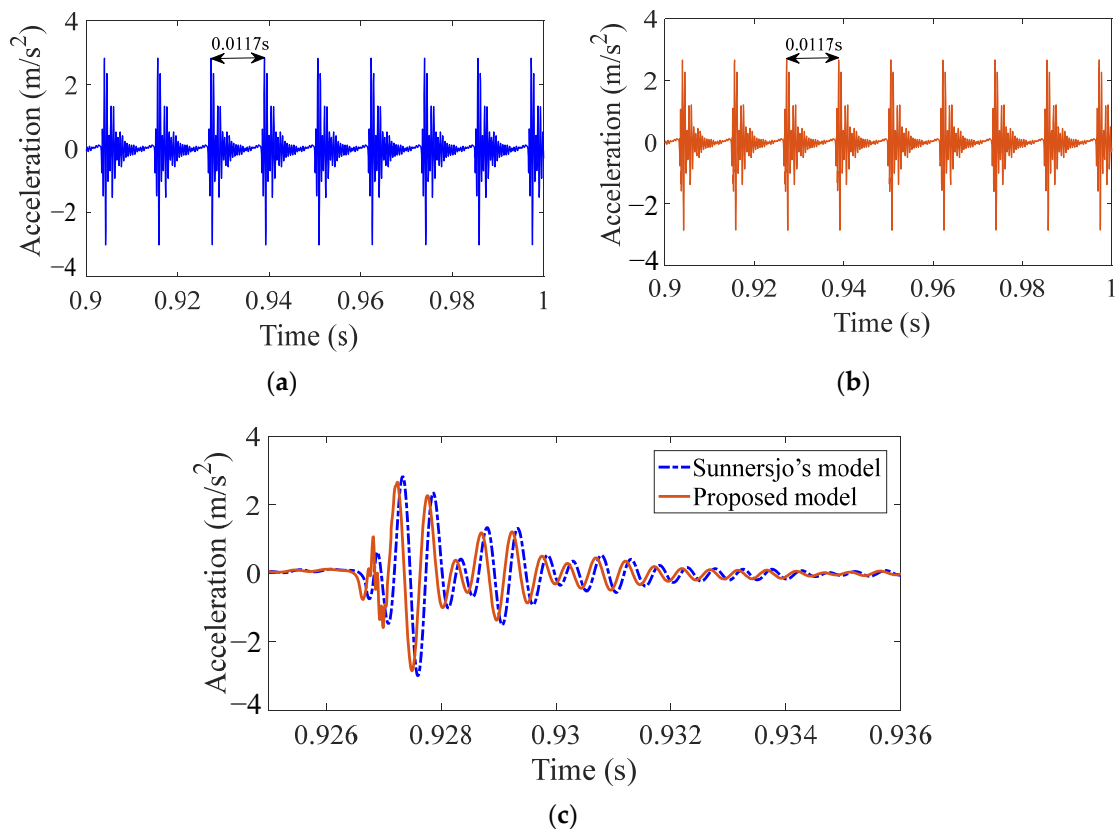 4
2
0
−2
−4
Acceleration (m/s²)
0.0117s
0.9 0.92 0.94 0.96 0.98 1
Time (s)
(a)
4
2
0
−2
−4
Acceleration (m/s²)
0.0117s
0.9 0.92 0.94 0.96 0.98 1
Time (s)
(b)
4
2
0
−2
−4
Acceleration (m/s²)
Sunnersjo's model
Proposed model
0.926 0.928 0.93 0.932 0.934 0.936
Time (s)
(c)